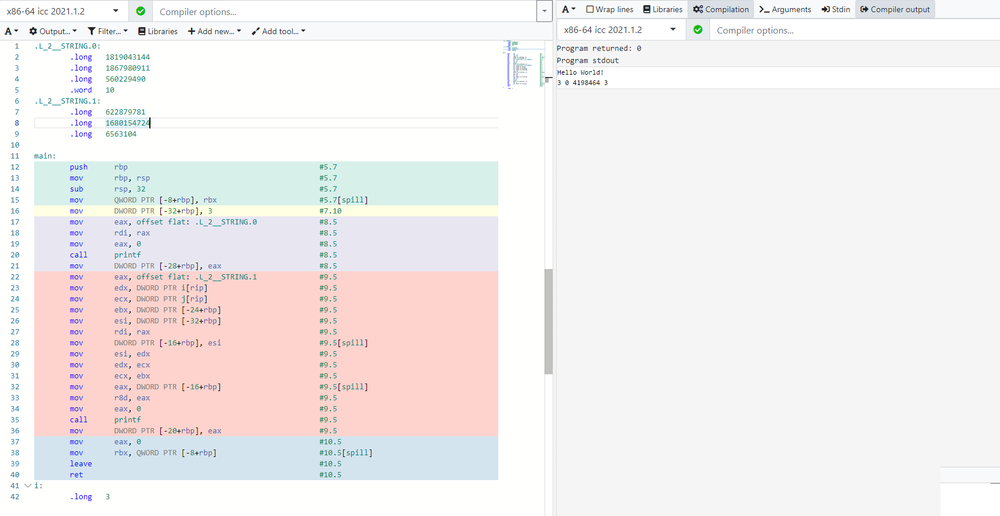 x86-64 icc 2021.1.2
Compiler options...
A Output... Filter... Libraries Add new... Add tool...
1 .L_2__STRING.0:
2 .long 1819043144
3 .long 1867980911
4 .long 560229490
5 .word 10
6 .L_2__STRING.1:
7 .long 622879781
8 .long 1680154724
9 .long 6563104
10
11 main:
12 push rbp #5.7
13 mov rbp, rsp #5.7
14 sub rsp, 32 #5.7
15 mov QWORD PTR [-8+rbp], rbx #5.7[spill]
16 mov DWORD PTR [-32+rbp], 3 #7.10
17 mov eax, offset flat: .L_2__STRING.0 #8.5
18 mov rdi, rax #8.5
19 mov eax, 0 #8.5
20 call printf #8.5
21 mov DWORD PTR [-28+rbp], eax #8.5
22 mov eax, offset flat: .L_2__STRING.1 #9.5
23 mov edx, DWORD PTR i[rip] #9.5
24 mov ecx, DWORD PTR j[rip] #9.5
25 mov ebx, DWORD PTR [-24+rbp] #9.5
26 mov esi, DWORD PTR [-32+rbp] #9.5
27 mov rdi, rax #9.5
28 mov DWORD PTR [-16+rbp], esi #9.5[spill]
29 mov esi, edx #9.5
30 mov edx, ecx #9.5
31 mov ecx, ebx #9.5
32 mov eax, DWORD PTR [-16+rbp] #9.5[spill]
33 mov r8d, eax #9.5
34 mov eax, 0 #9.5
35 call printf #9.5
36 mov DWORD PTR [-20+rbp], eax #9.5
37 mov eax, 0 #10.5
38 mov rbx, QWORD PTR [-8+rbp] #10.5[spill]
39 leave #10.5
40 ret #10.5
41 i:
42 .long 3
A Wrap lines Libraries Compilation Arguments Stdin Compiler output
x86-64 icc 2021.1.2
Compiler options...
Program returned: 0
Program stdout
Hello World!
3 0 4198464 3